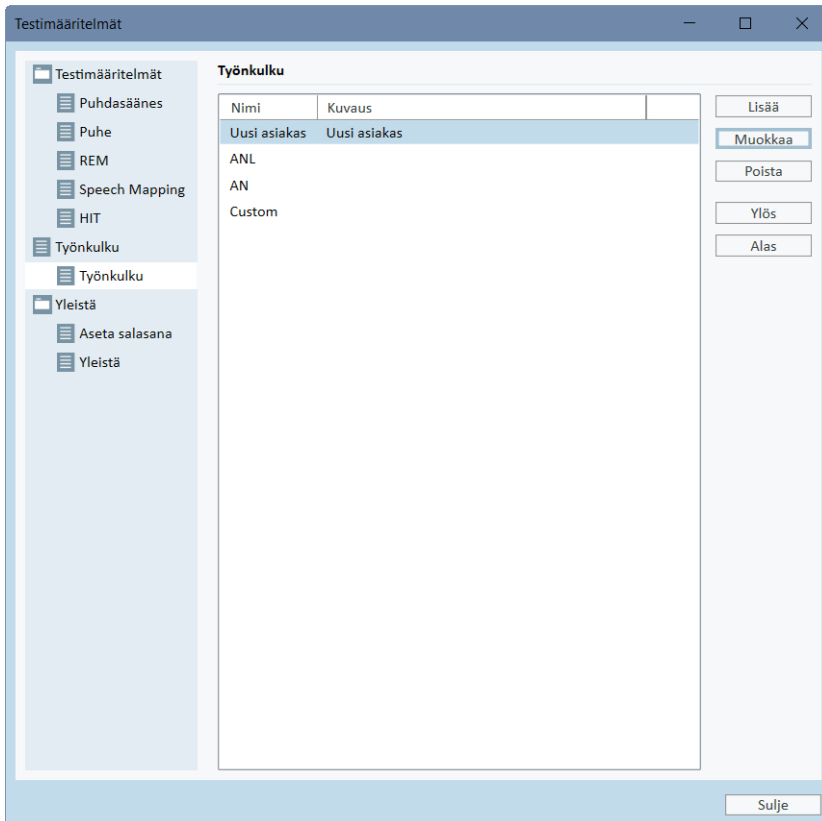 Testimääritelmät
Testimääritelmät
Puhdasäänes
Puhe
REM
Speech Mapping
HIT
Työnkulku
Työnkulku
Yleistä
Aseta salasana
Yleistä
Työnkulku
Nimi Kuvaus
Uusi asiakas Uusi asiakas
ANL
AN
Custom
Lisää
Muokkaa
Poista
Ylös
Alas
Sulje